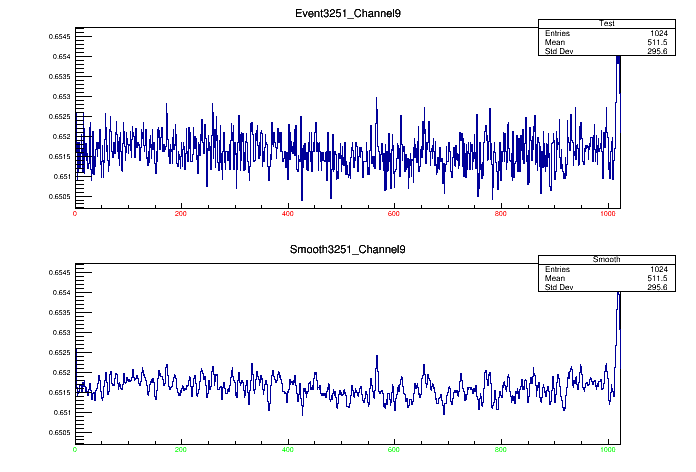 Event3251_Channel9
Test
Entries 1024
Mean 511.5
Std Dev 295.6
0.6545
0.654
0.6535
0.653
0.6525
0.652
0.6515
0.651
0.6505
0 200 400 600 800 1000
Smooth3251_Channel9
Smooth
Entries 1024
Mean 511.5
Std Dev 295.6
0.6545
0.654
0.6535
0.653
0.6525
0.652
0.6515
0.651
0.6505
0 200 400 600 800 1000